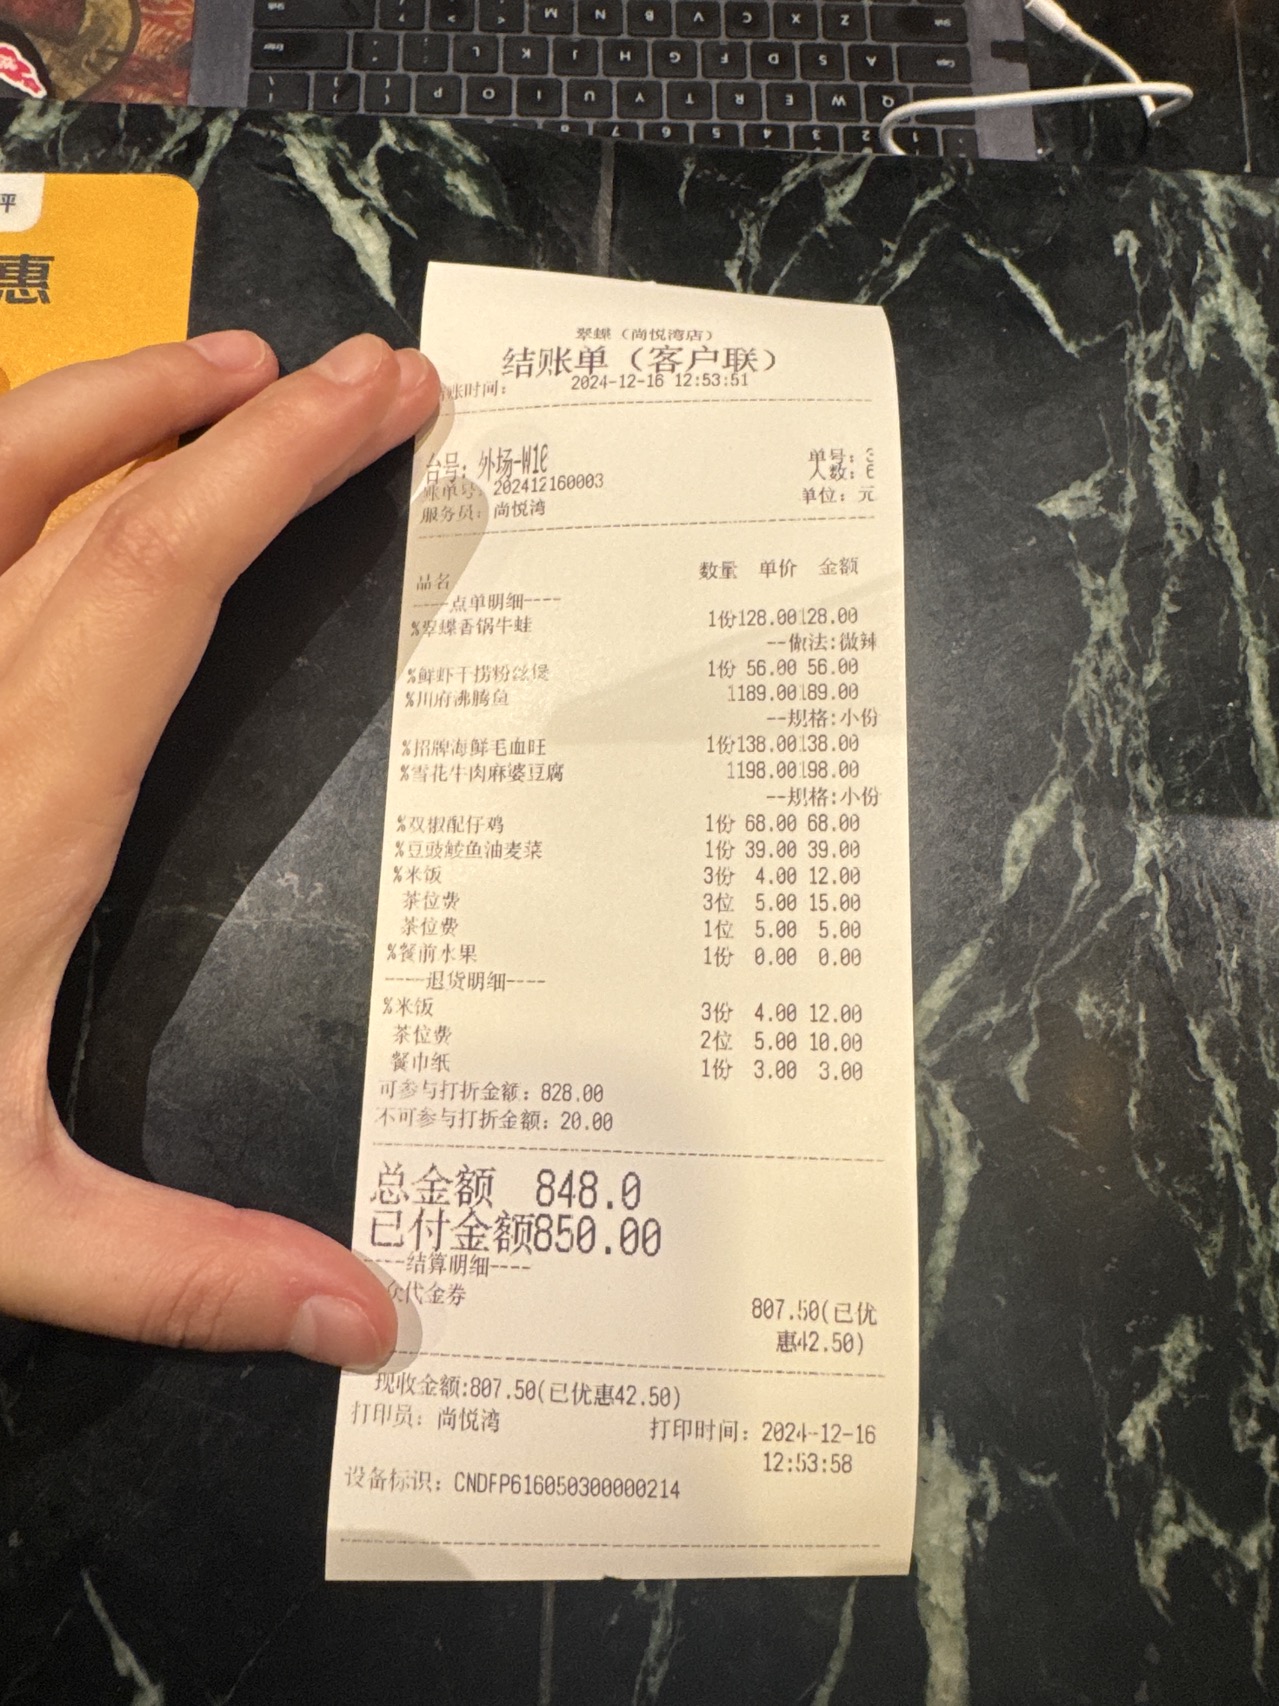 平
惠
翠蝶（尚悦湾店）
结账单（客户联）
账时间： 2024-12-16 12:53:51
台号：外场-W10 单号：3
账单号：202412160003 人数：6
服务员：尚悦湾 单位：元
品名 数量 单价 金额
----点单明细----
%翠蝶香锅牛蛙 1份128.00128.00
--做法:微辣
%鲜虾干捞粉丝煲 1份 56.00 56.00
%川府沸腾鱼 1189.00189.00
--规格:小份
%招牌海鲜毛血旺 1份138.00138.00
%雪花牛肉麻婆豆腐 1198.00198.00
--规格:小份
%双椒配仔鸡 1份 68.00 68.00
%豆豉鲮鱼油麦菜 1份 39.00 39.00
%米饭 3份 4.00 12.00
茶位费 3位 5.00 15.00
茶位费 1位 5.00 5.00
%餐前水果 1份 0.00 0.00
----退货明细----
%米饭 3份 4.00 12.00
茶位费 2位 5.00 10.00
餐巾纸 1份 3.00 3.00
可参与打折金额：828.00
不可参与打折金额：20.00
总金额 848.0
已付金额850.00
----结算明细----
众代金券 807.50(已优
惠42.50)
现收金额:807.50(已优惠42.50)
打印员：尚悦湾 打印时间：2024-12-16
12:53:58
设备标识：CNDFP616050300000214